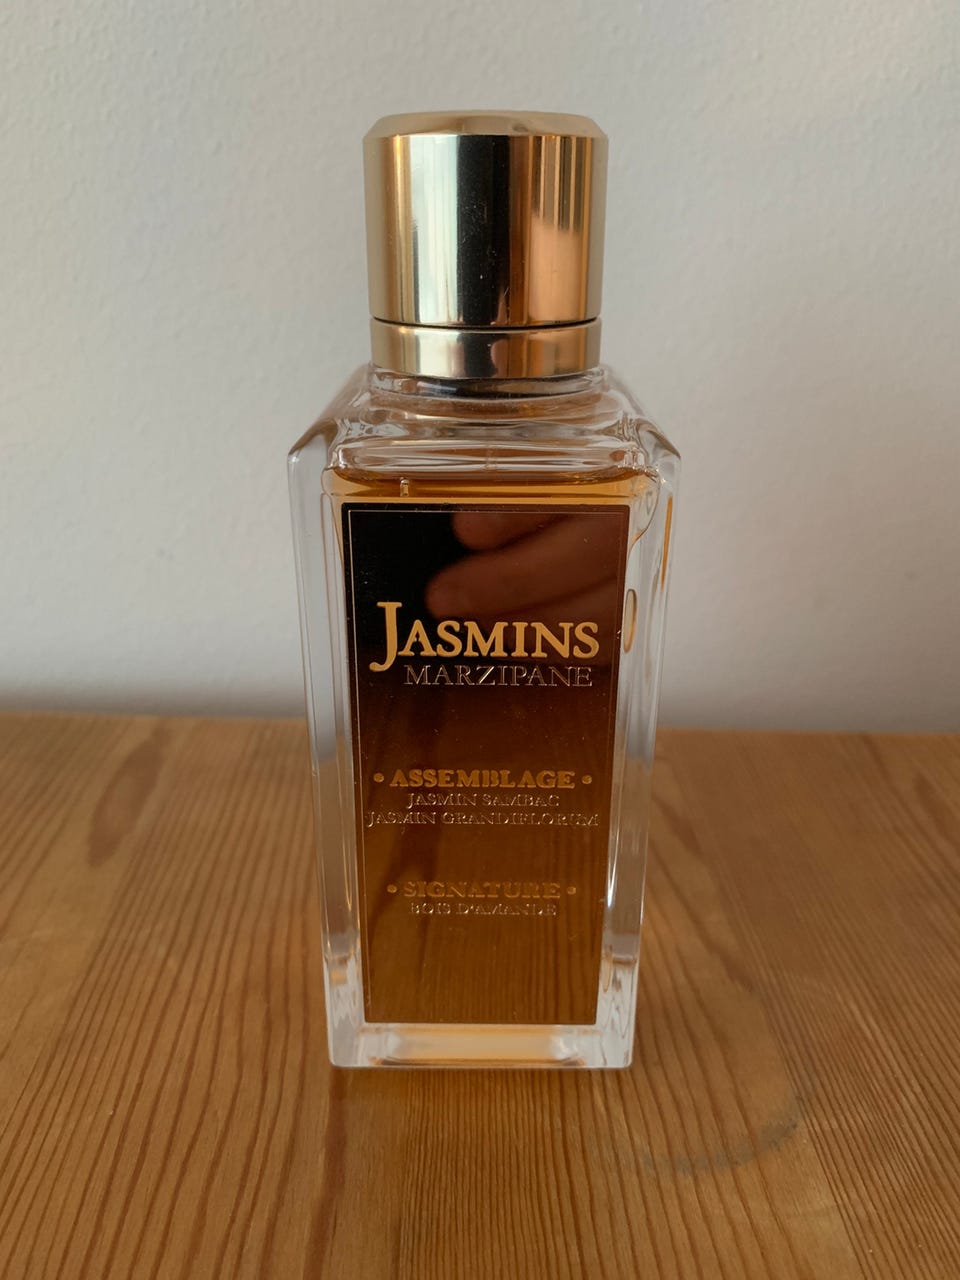 JASMINS
MARZIPANE
• ASSEMBLAGE •
JASMIN SAMBAC
JASMIN GRANDIFLORUM
• SIGNATURE •
BOIS D'AMANDE